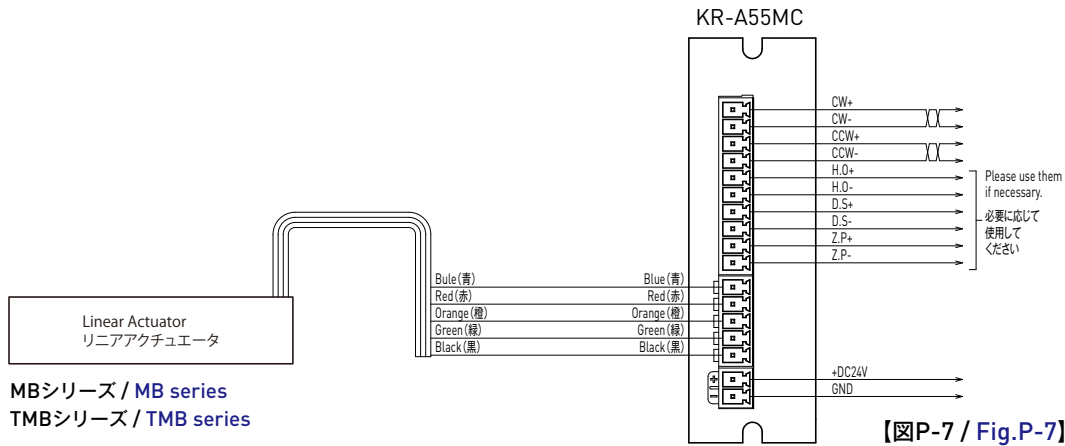 KR-A55MC
CW+
CW-
CCW+
CCW-
H.O+
H.O-
D.S+
D.S-
Z.P+
Z.P-
Please use them
if necessary.
必要に応じて
使用して
ください
Bule(青) Blue(青)
Red(赤) Red(赤)
Orange(橙) Orange(橙)
Green(緑) Green(緑)
Black(黒) Black(黒)
Linear Actuator
リニアアクチュエータ
+ +DC24V
- GND
MBシリーズ / MB series
TMBシリーズ / TMB series
【図P-7 / Fig.P-7】